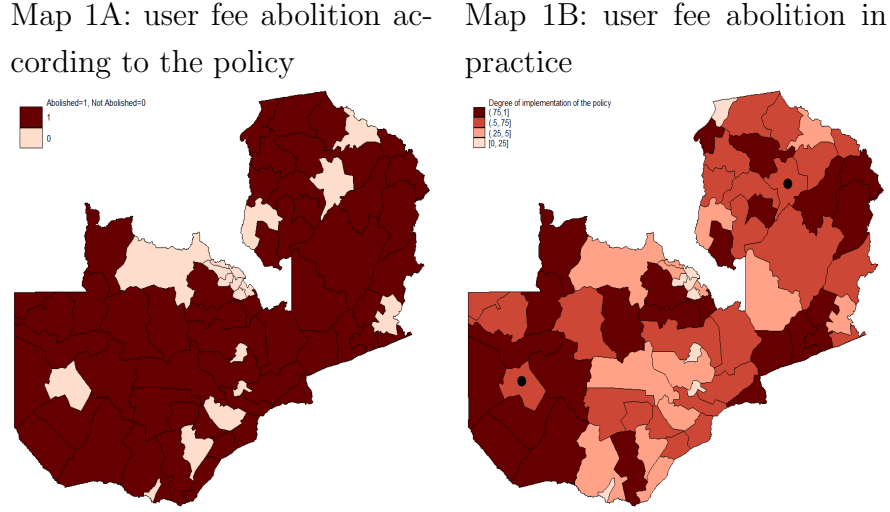 Map 1A: user fee abolition ac-
cording to the policy
Abolished=1, Not Abolished=0
1
0
Map 1B: user fee abolition in
practice
Degree of implementation of the policy
(.75,1]
(.5,.75]
(.25,.5]
[0,.25]